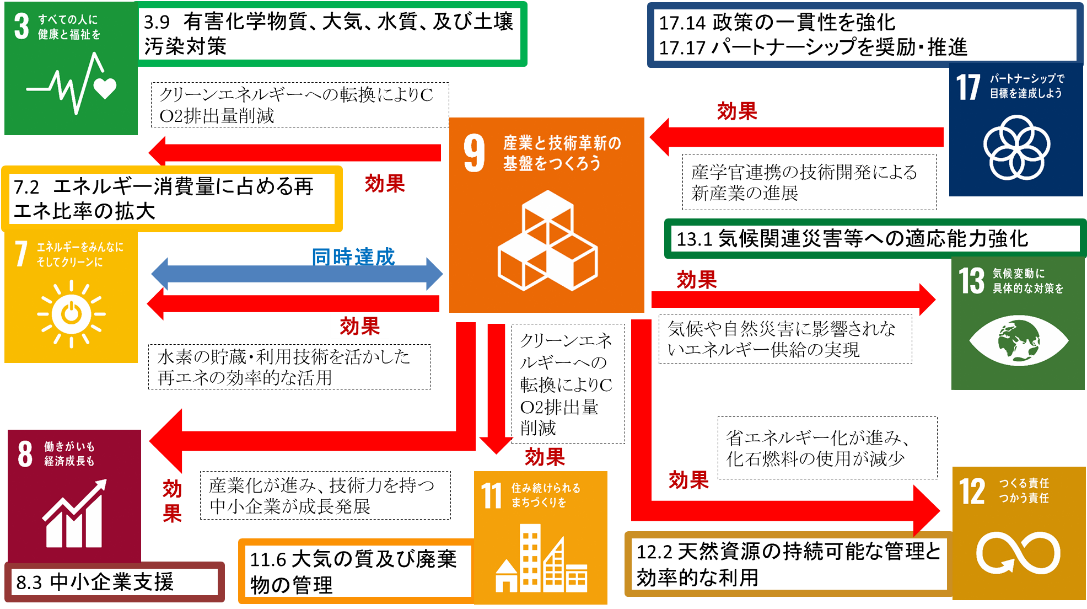 3 すべての人に
健康と福祉を
3.9 有害化学物質、大気、水質、及び土壌
汚染対策
クリーンエネルギーへの転換によりC
O2排出量削減
効果
17.14 政策の一貫性を強化
17.17 パートナーシップを奨励・推進
17 パートナーシップで
目標を達成しよう
効果
産学官連携の技術開発による
新産業の進展
9 産業と技術革新の
基盤をつくろう
7.2 エネルギー消費量に占める再
エネ比率の拡大
7 エネルギーをみんなに
そしてクリーンに
同時達成
効果
水素の貯蔵・利用技術を活かした
再エネの効率的な活用
13.1 気候関連災害等への適応能力強化
13 気候変動に
具体的な対策を
効果
気候や自然災害に影響されな
いエネルギー供給の実現
クリーンエネ
ルギーへの
転換によりC
O2排出量
削減
効果
8 働きがいも
経済成長も
効
果
産業化が進み、技術力を持つ
中小企業が成長発展
8.3 中小企業支援
11 住み続けられる
まちづくりを
11.6 大気の質及び廃棄
物の管理
省エネルギー化が進み、
化石燃料の使用が減少
効果
12 つくる責任
つかう責任
12.2 天然資源の持続可能な管理と
効率的な利用